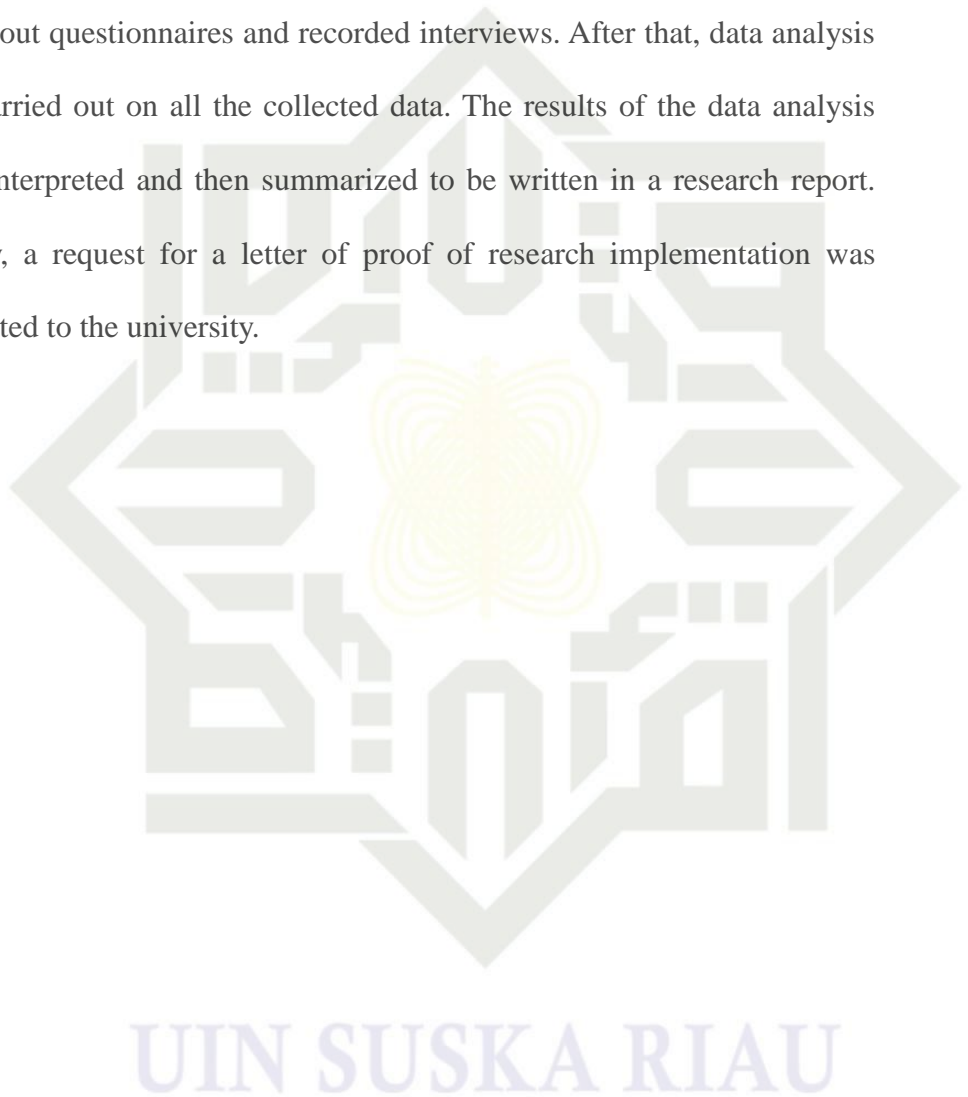 out questionnaires and recorded interviews. After that, data analysis
rried out on all the collected data. The results of the data analysis
nterpreted and then summarized to be written in a research report.
, a request for a letter of proof of research implementation was
ted to the university.
UIN SUSKA RIAU